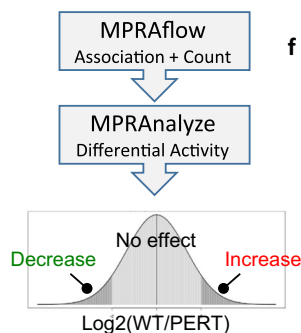 MPRAflow
f
Association + Count
MPRAnalyze
Differential Activity
No effect
Decrease
Increase
Log2(WT/PERT)